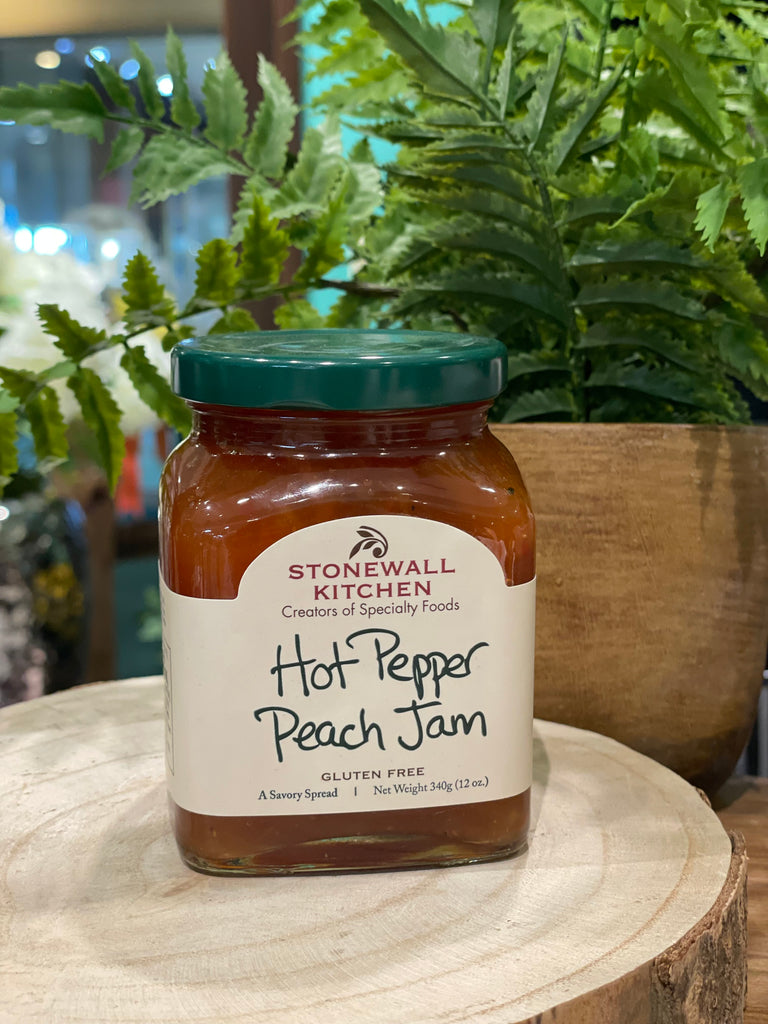 STONEWALL
KITCHEN
Creators of Specialty Foods
Hot Pepper
Peach Jam
GLUTEN FREE
A Savory Spread | Net Weight 340g (12 oz.)